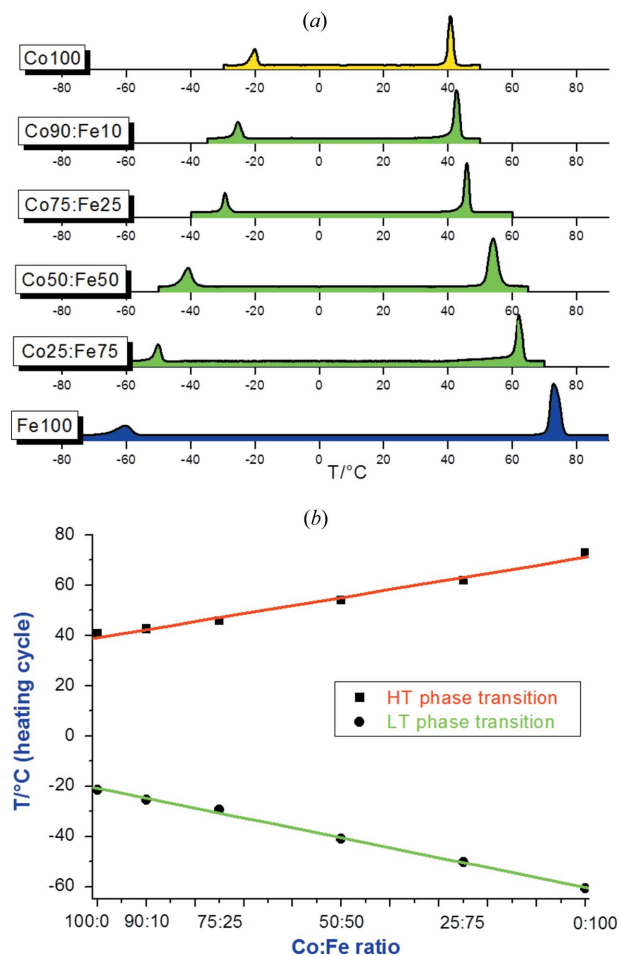 (a)
Co100
-80 -60 -40 -20 0 20 40 60 80
Co90:Fe10
-80 -60 -40 -20 0 20 40 60 80
Co75:Fe25
-80 -60 -40 -20 0 20 40 60 80
Co50:Fe50
-80 -60 -40 -20 0 20 40 60 80
Co25:Fe75
-80 -60 -40 -20 0 20 40 60 80
Fe100
-80 -60 -40 -20 0 20 40 60 80
T/°C
(b)
80
60
40
20
0
-20
-40
-60
T/°C (heating cycle)
HT phase transition
LT phase transition
100:0 90:10 75:25 50:50 25:75 0:100
Co:Fe ratio